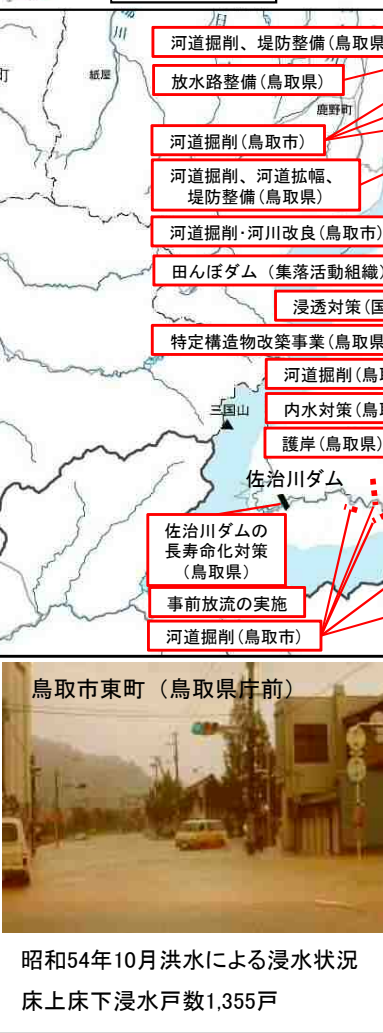 川
川
町
紙屋
鹿野町
河道掘削、堤防整備(鳥取県
放水路整備(鳥取県)
河道掘削(鳥取市)
河道掘削、河道拡幅、
堤防整備(鳥取県)
河道掘削・河川改良(鳥取市)
田んぼダム（集落活動組織)
浸透対策(国
特定構造物改築事業(鳥取県
河道掘削(鳥取
三国山
内水対策(鳥取
護岸(鳥取県)
佐治川ダム
佐治川ダムの
長寿命化対策
(鳥取県)
事前放流の実施
河道掘削(鳥取市)
鳥取市東町（鳥取県庁前）
昭和54年10月洪水による浸水状況
床上床下浸水戸数1,355戸